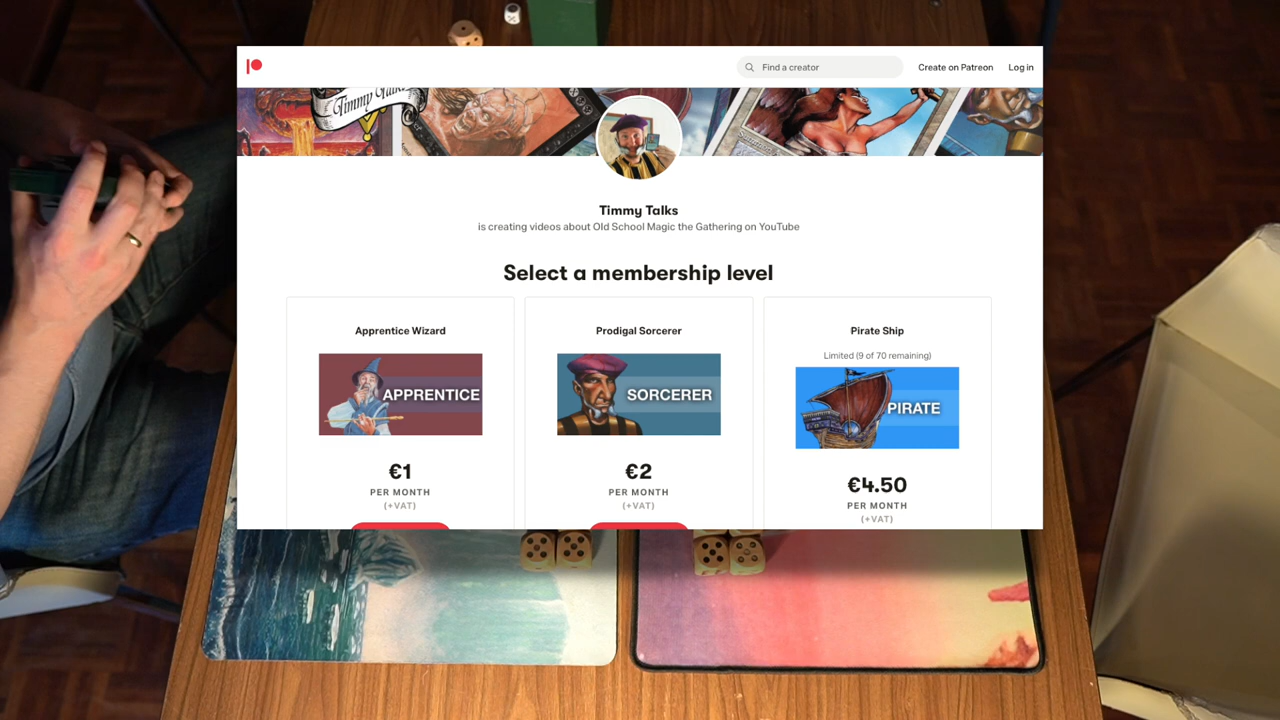 Find a creator
Create on Patreon
Log in
Timmy Talks
Timmy Talks
is creating videos about Old School Magic the Gathering on YouTube
Select a membership level
Apprentice Wizard
APPRENTICE
€1
PER MONTH
(+VAT)
Prodigal Sorcerer
SORCERER
€2
PER MONTH
(+VAT)
Pirate Ship
Limited (9 of 70 remaining)
PIRATE
€4.50
PER MONTH
(+VAT)